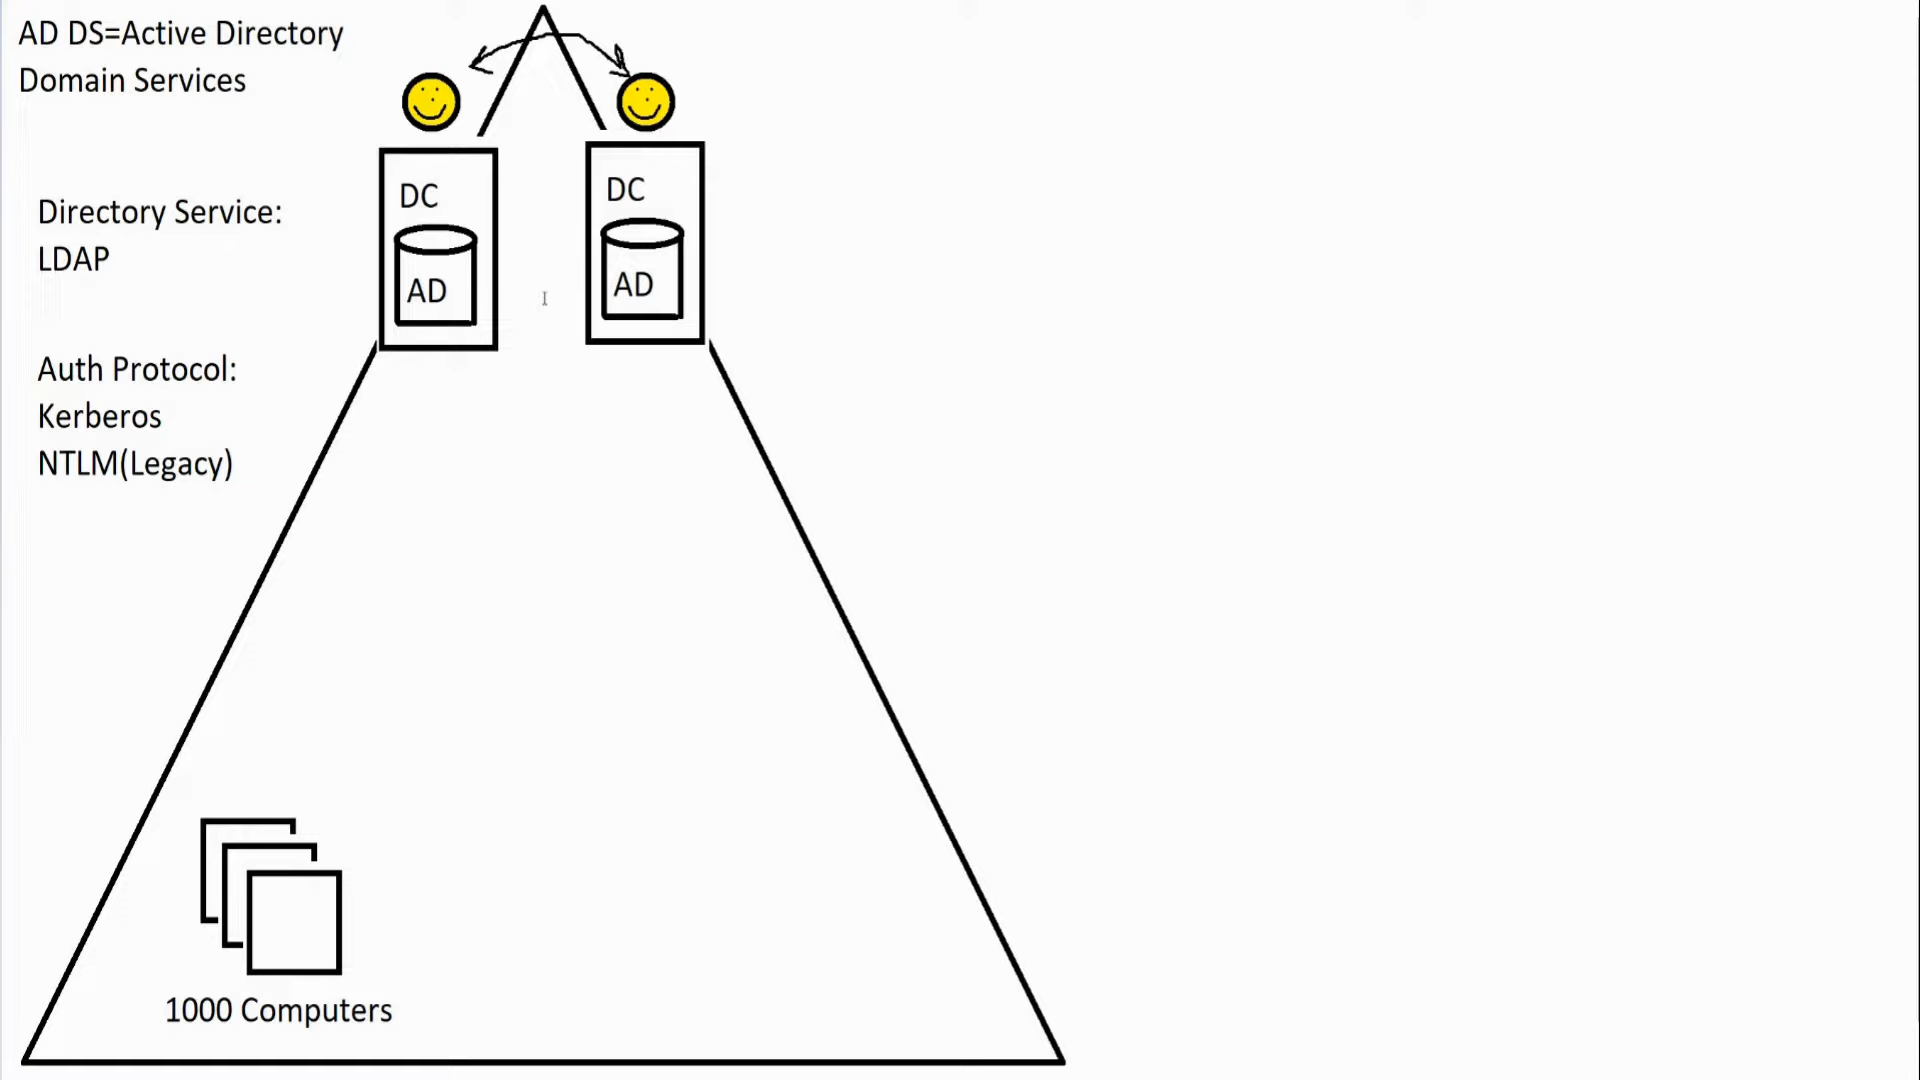 AD DS=Active Directory
Domain Services
Directory Service:
LDAP
Auth Protocol:
Kerberos
NTLM(Legacy)
DC
AD
DC
AD
1000 Computers